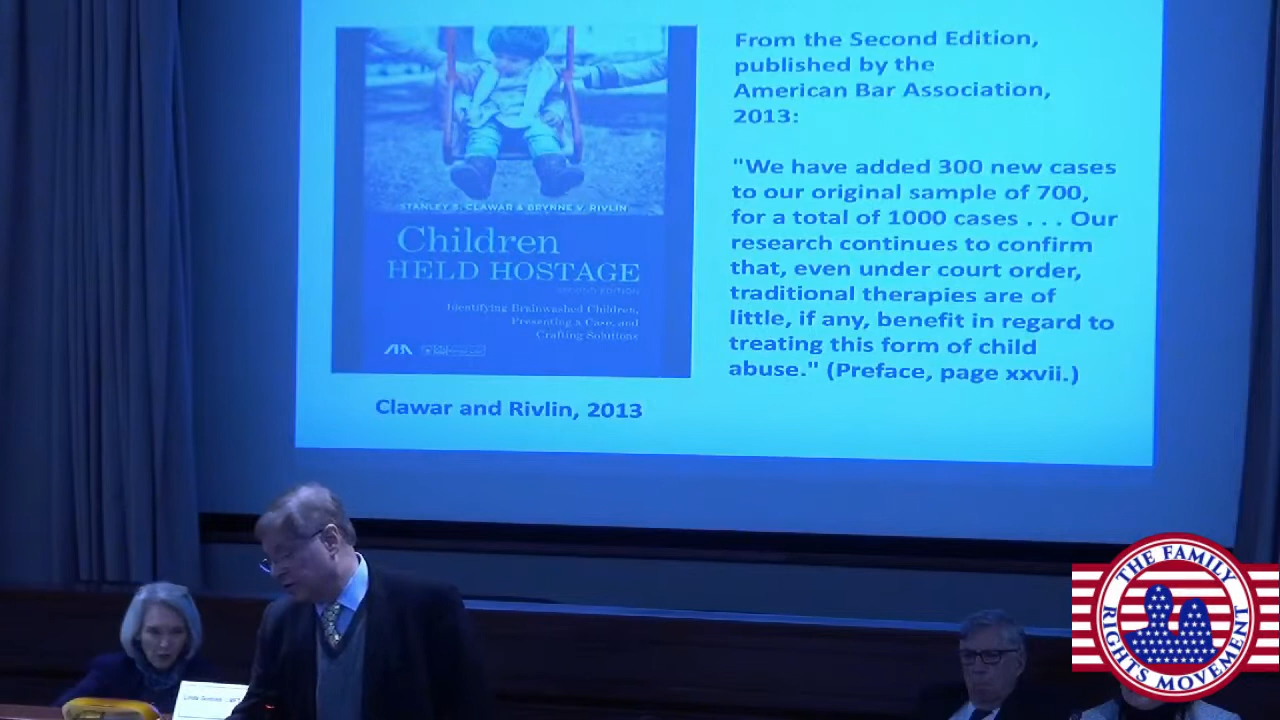 From the Second Edition,
published by the
American Bar Association,
2013:
"We have added 300 new cases
to our original sample of 700,
for a total of 1000 cases . . . Our
research continues to confirm
that, even under court order,
traditional therapies are of
little, if any, benefit in regard to
treating this form of child
abuse." (Preface, page xxvii.)
STANLEY S. CLAWAR & BRYNNE V. RIVLIN
Children
HELD HOSTAGE
SECOND EDITION
Identifying Brainwashed Children,
Presenting a Case, and
Crafting Solutions
Clawar and Rivlin, 2013
THE FAMILY
RIGHTS MOVEMENT